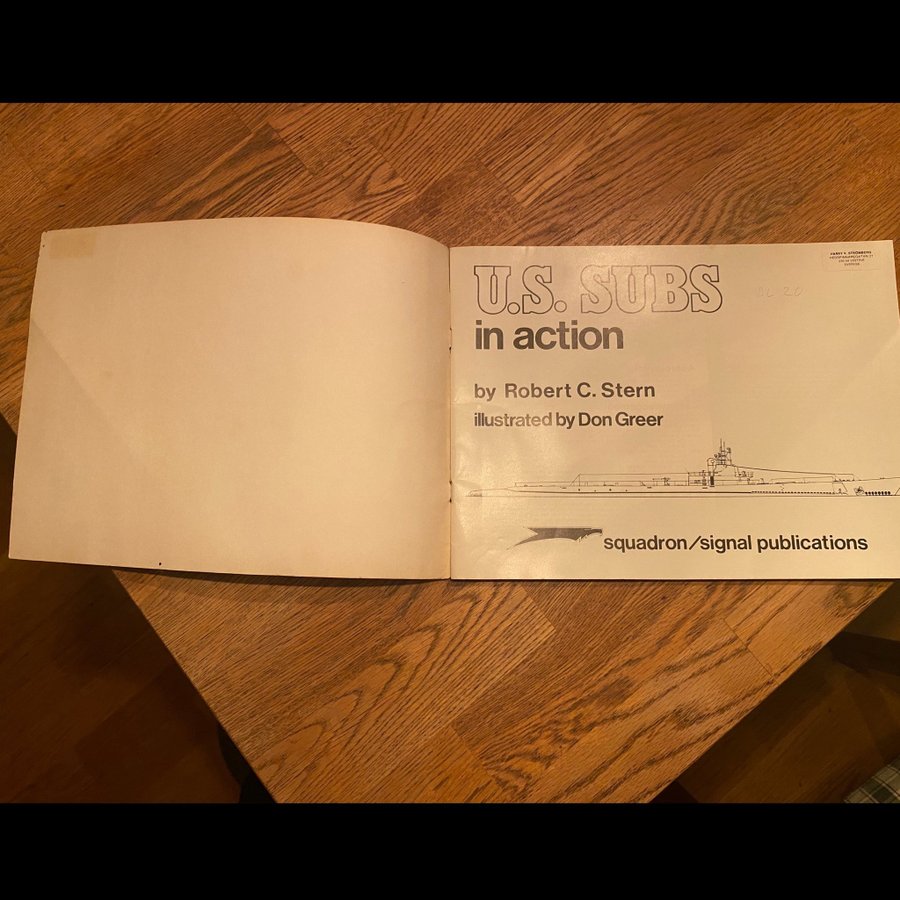 U.S. SUBS
in action
by Robert C. Stern
illustrated by Don Greer
squadron/signal publications